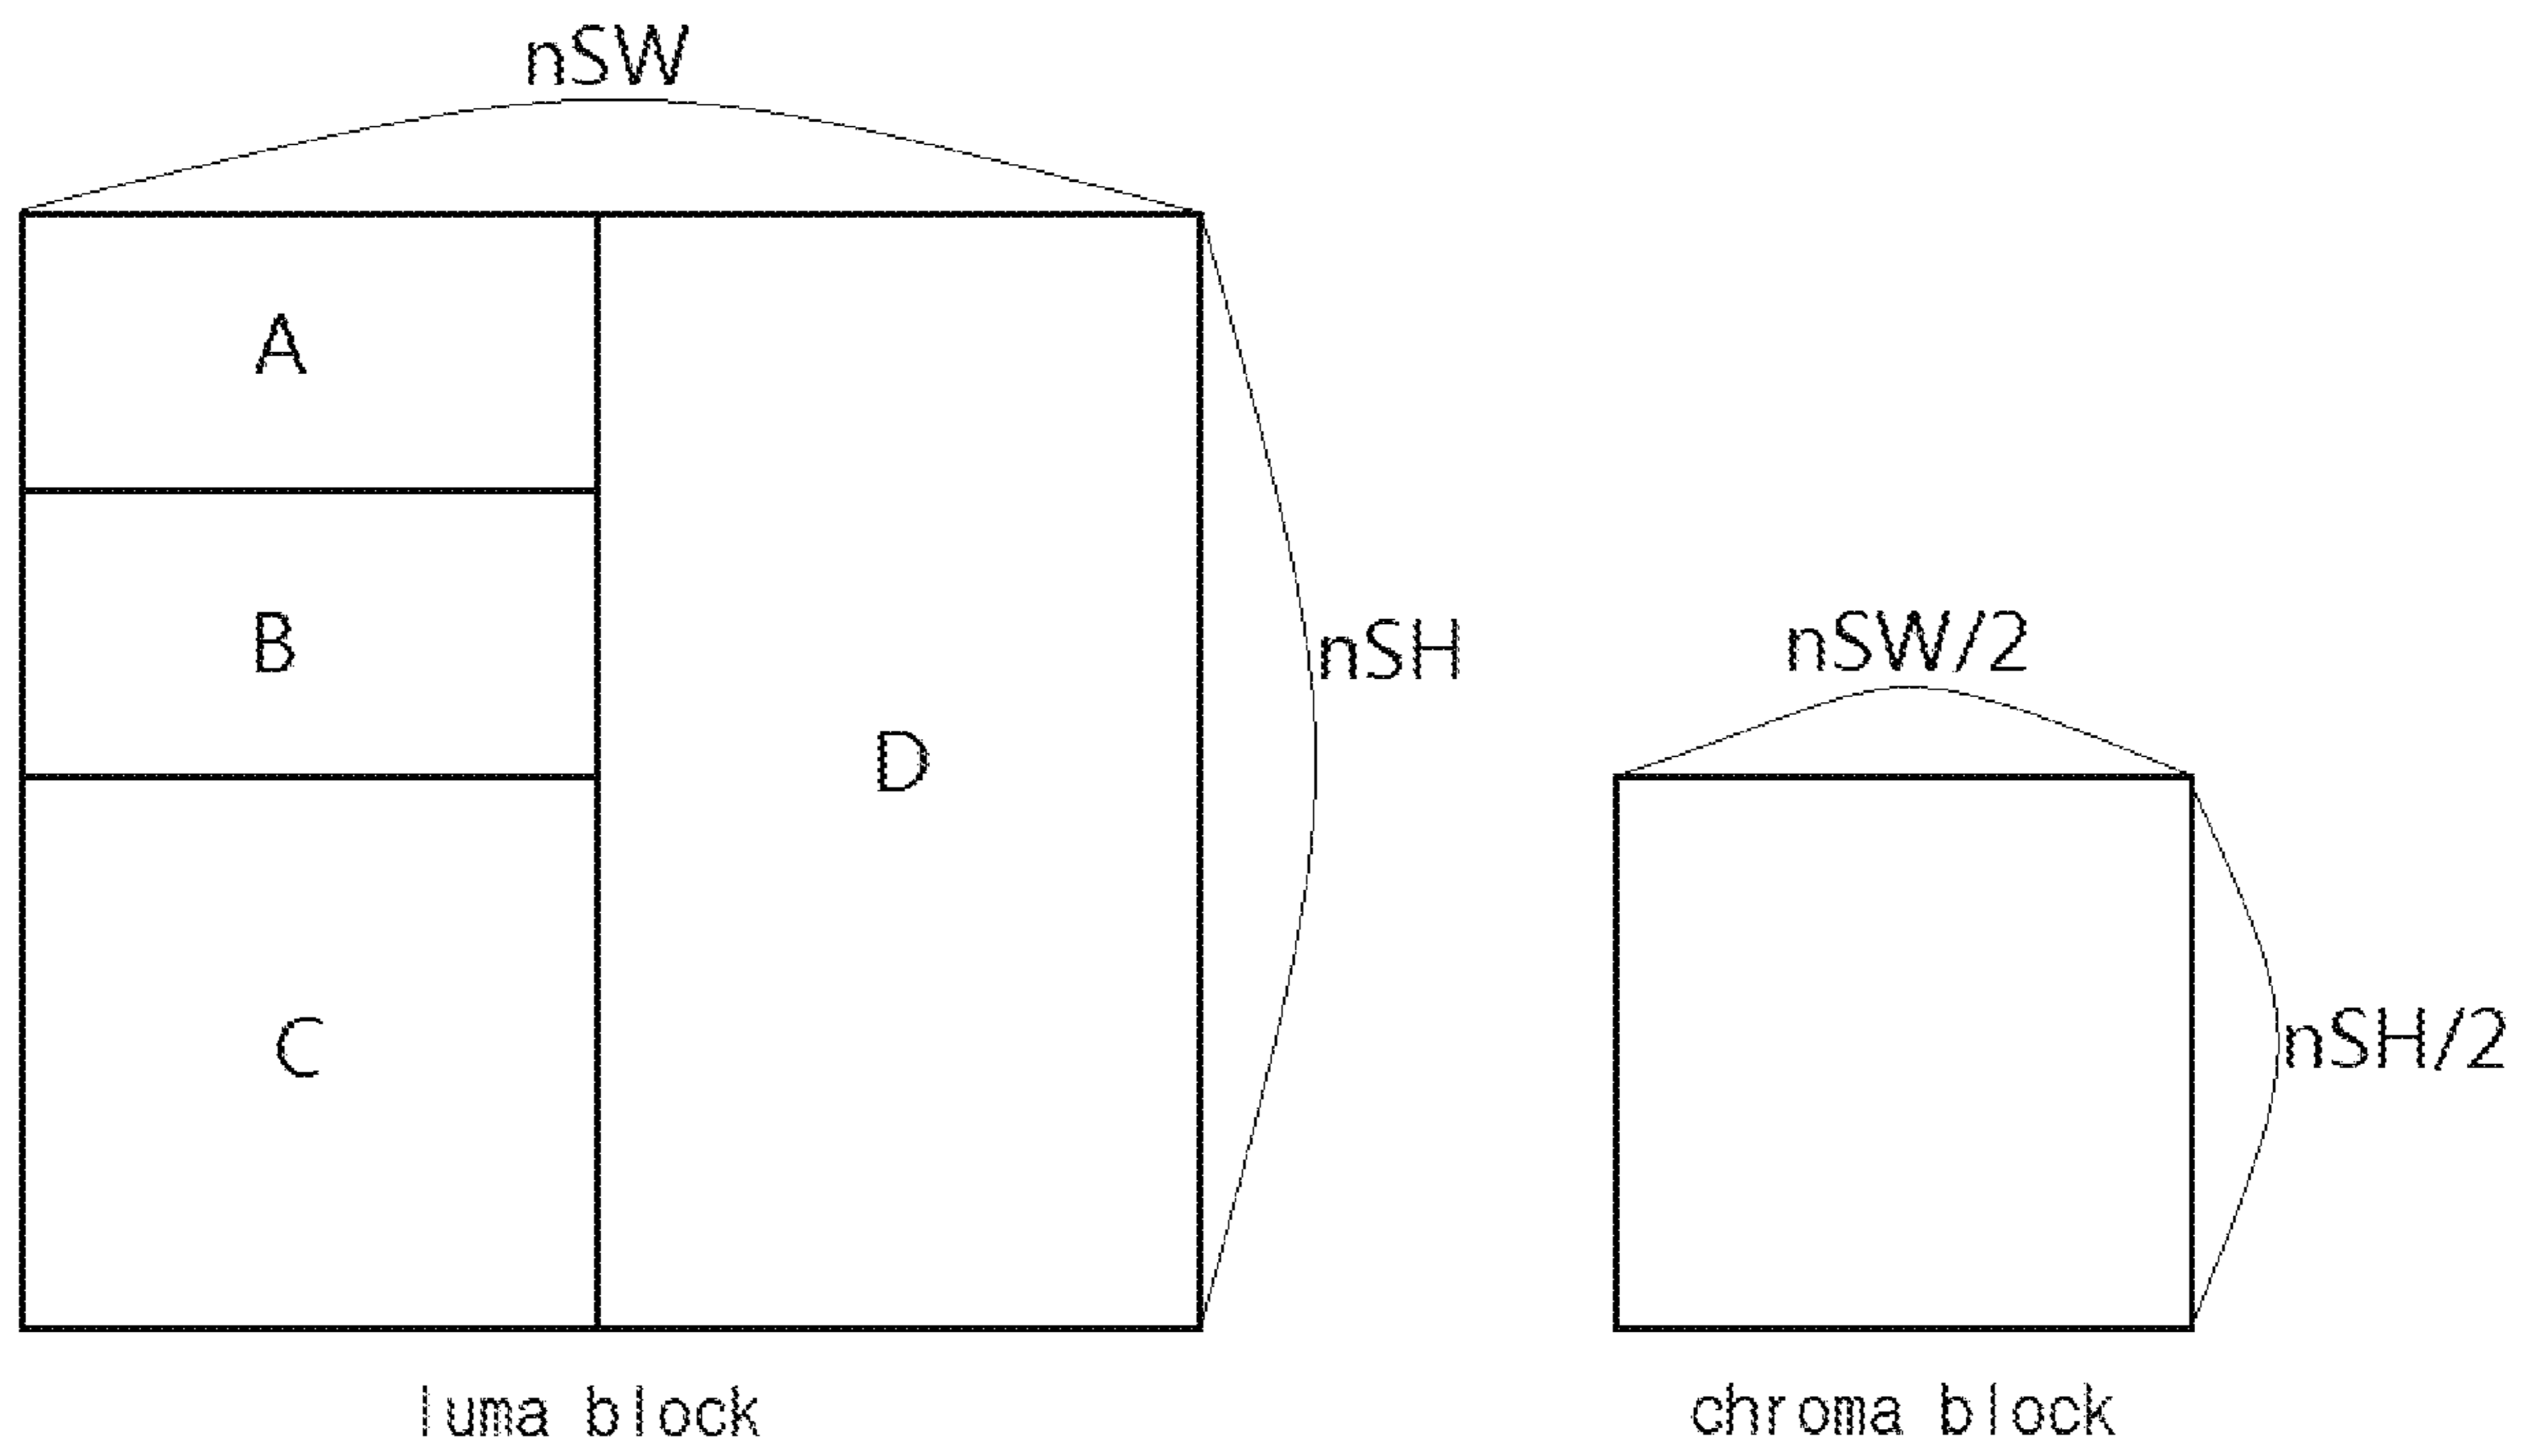 nSW
A
B
C
D
nSH
luma block
nSW/2
nSH/2
chroma block